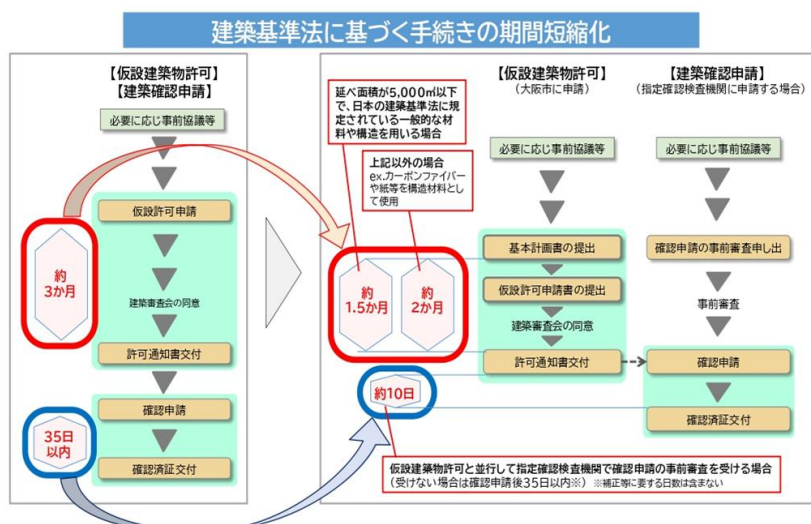 建築基準法に基づく手続きの期間短縮化
【仮設建築物許可】
【建築確認申請】
必要に応じ事前協議等
仮設許可申請
約
3か月
建築審査会の同意
許可通知書交付
確認申請
35日
以内
確認済証交付
延べ面積が5,000㎡以下
で、日本の建築基準法に規
定されている一般的な材
料や構造を用いる場合
上記以外の場合
ex.カーボンファイバー
や紙等を構造材料とし
て使用
約
1.5か月
約
2か月
約10日
【仮設建築物許可】
（大阪市に申請）
必要に応じ事前協議等
基本計画書の提出
仮設許可申請書の提出
建築審査会の同意
許可通知書交付
【建築確認申請】
（指定確認検査機関に申請する場合）
必要に応じ事前協議等
確認申請の事前審査申し出
事前審査
確認申請
確認済証交付
仮設建築物許可と並行して指定確認検査機関で確認申請の事前審査を受ける場合
（受けない場合は確認申請後35日以内※）　※補正等に要する日数は含まない